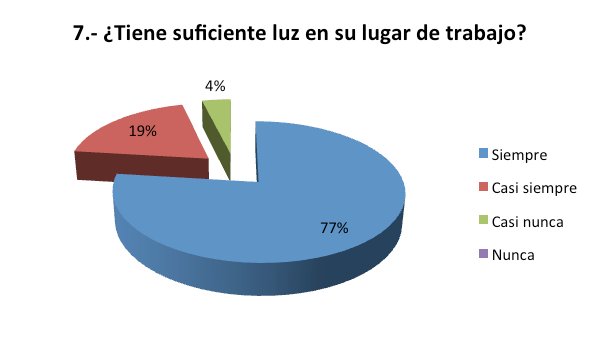 7.- ¿Tiene suficiente luz en su lugar de trabajo?
4%
19%
77%
Siempre
Casi siempre
Casi nunca
Nunca